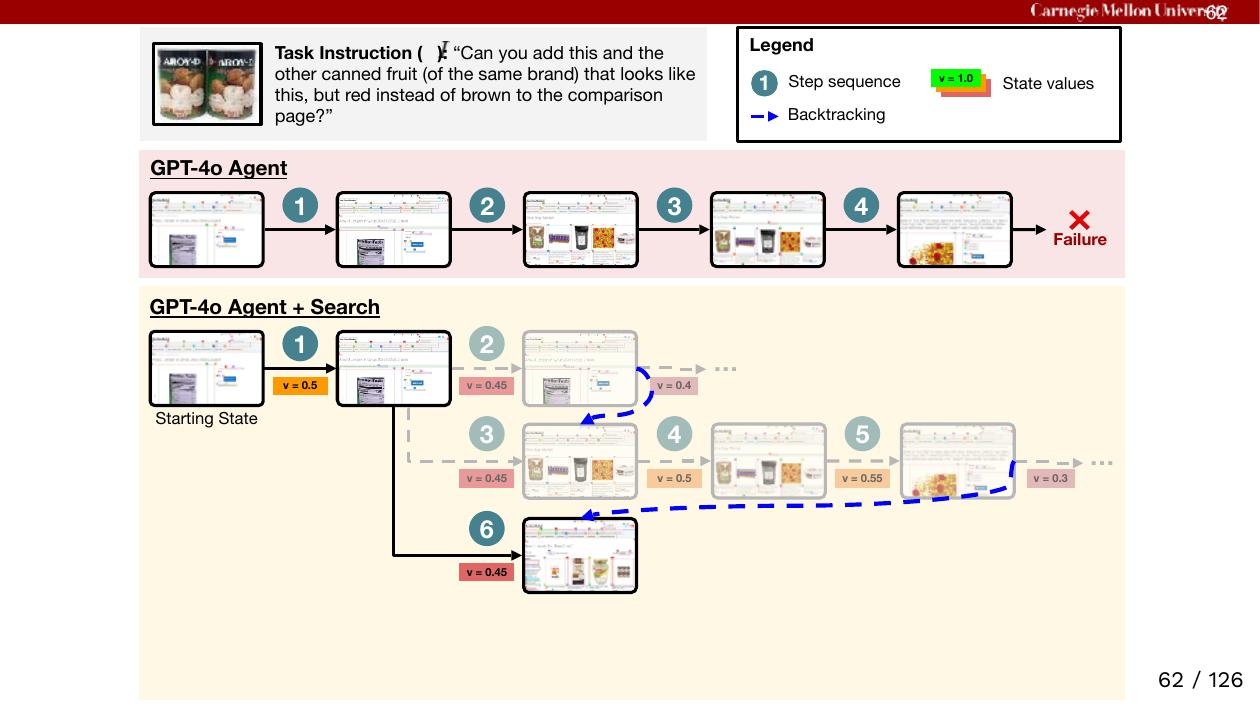 Carnegie Mellon University
62
AROY-D AROY-D
Task Instruction ( ): “Can you add this and the
other canned fruit (of the same brand) that looks like
this, but red instead of brown to the comparison
page?”
Legend
1 Step sequence
v = 1.0 State values
Backtracking
GPT-4o Agent
1 2 3 4
Failure
GPT-4o Agent + Search
1 2
v = 0.5 v = 0.45 v = 0.4 ...
Starting State
3 4 5
v = 0.45 v = 0.5 v = 0.55 v = 0.3 ...
6
v = 0.45
62 / 126